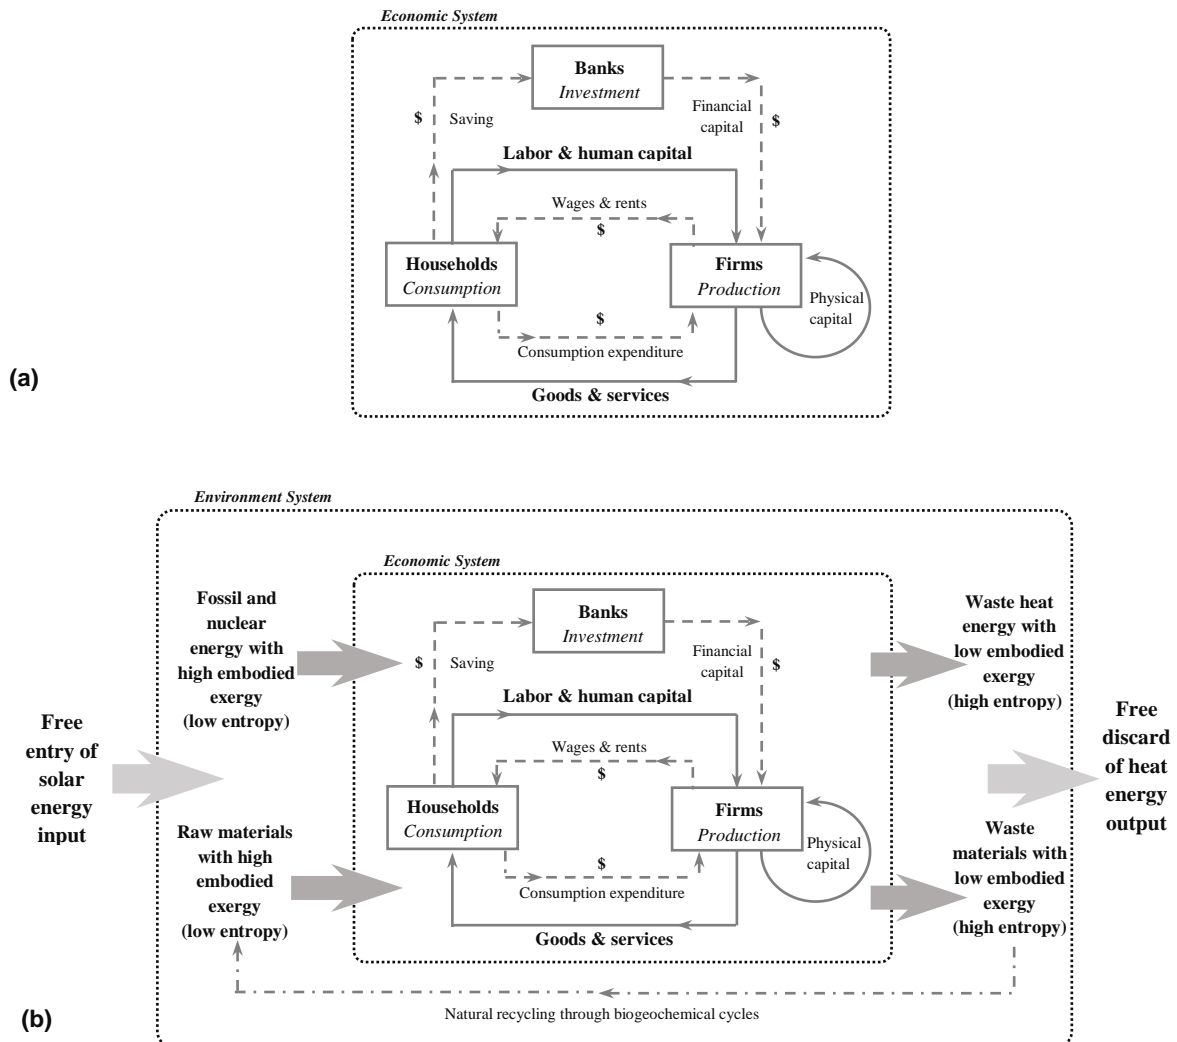 Economic System
Banks
Investment
$
Saving
Financial
capital
$
Labor & human capital
Wages & rents
$
Households
Consumption
Firms
Production
Physical
capital
$
Consumption expenditure
Goods & services
(a)
Environment System
Economic System
Fossil and
nuclear
energy with
high embodied
exergy
(low entropy)
Banks
Investment
$
Saving
Financial
capital
$
Waste heat
energy with
low embodied
exergy
(high entropy)
Labor & human capital
Free
entry of
solar
energy
input
Wages & rents
$
Free
discard
of heat
energy
output
Households
Consumption
Firms
Production
Physical
capital
Raw materials
with high
embodied
exergy
(low entropy)
$
Consumption expenditure
Waste
materials with
low embodied
exergy
(high entropy)
Goods & services
Natural recycling through biogeochemical cycles
(b)